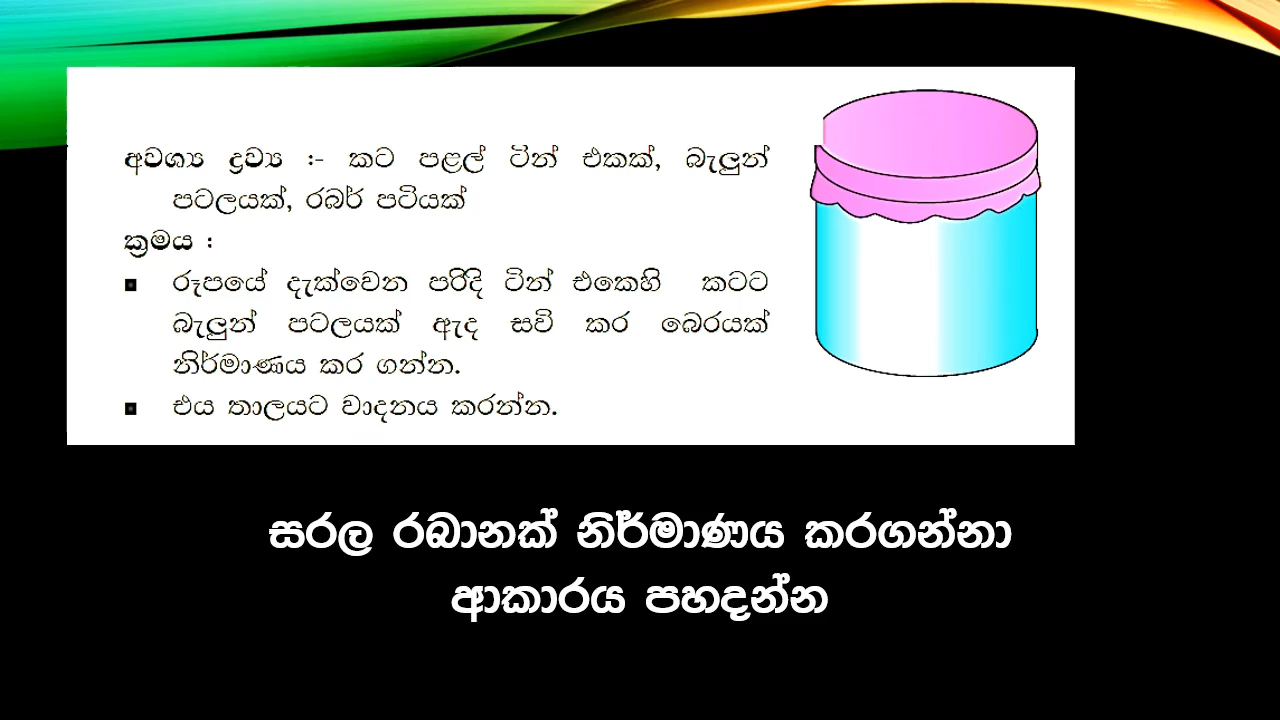 අවශ්‍ය ද්‍රව්‍ය :- කට පළල් ටින් එකක්, බැලුන්
පටලයක්, රබර් පටියක්
ක්‍රමය :
▪ රූපයේ දැක්වෙන පරිදි ටින් එකෙහි කටට
බැලුන් පටලයක් ඇද සවි කර බෙරයක්
නිර්මාණය කර ගන්න.
▪ එය තාලයට වාදනය කරන්න.
සරල රබානක් නිර්මාණය කරගන්නා
ආකාරය පහදන්න